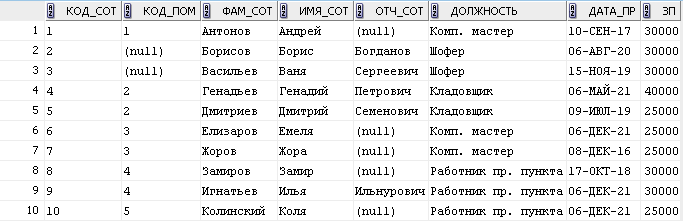 КОД_СОТ КОД_ПОМ ФАМ_СОТ ИМЯ_СОТ ОТЧ_СОТ ДОЛЖНОСТЬ ДАТА_ПР ЗП
1 1 1 Антонов Андрей (null) Комп. мастер 10-СЕН-17 30000
2 2 (null) Борисов Борис Богданов Шофер 06-АВГ-20 30000
3 3 (null) Васильев Ваня Сергеевич Шофер 15-НОЯ-19 30000
4 4 2 Генадьев Генадий Петрович Кладовщик 06-МАЙ-21 40000
5 5 2 Дмитриев Дмитрий Семенович Кладовщик 09-ИЮЛ-19 25000
6 6 3 Елизаров Емеля (null) Комп. мастер 06-ДЕК-21 25000
7 7 3 Жоров Жора (null) Комп. мастер 08-ДЕК-16 25000
8 8 4 Замиров Замир (null) Работник пр. пункта 17-ОКТ-18 30000
9 9 4 Игнатьев Илья Ильнурович Работник пр. пункта 06-ДЕК-21 30000
10 10 5 Колинский Коля (null) Работник пр. пункта 06-ДЕК-21 25000